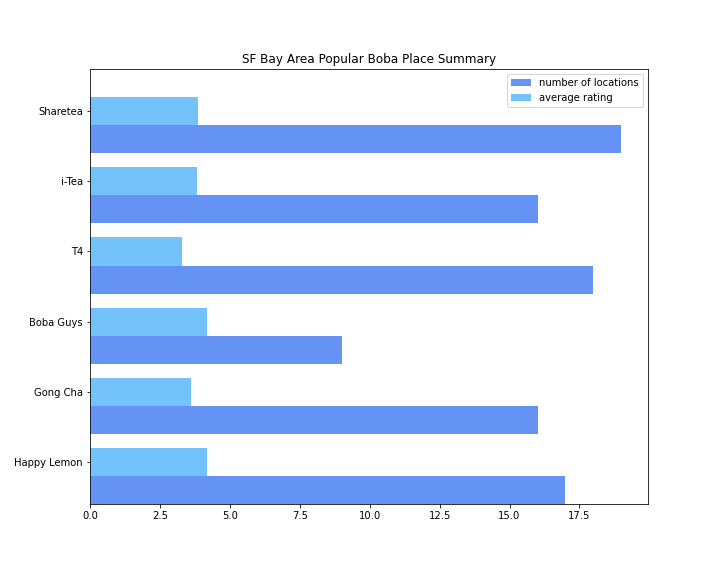 SF Bay Area Popular Boba Place Summary
number of locations
average rating
Sharetea
i-Tea
T4
Boba Guys
Gong Cha
Happy Lemon
0.0 2.5 5.0 7.5 10.0 12.5 15.0 17.5